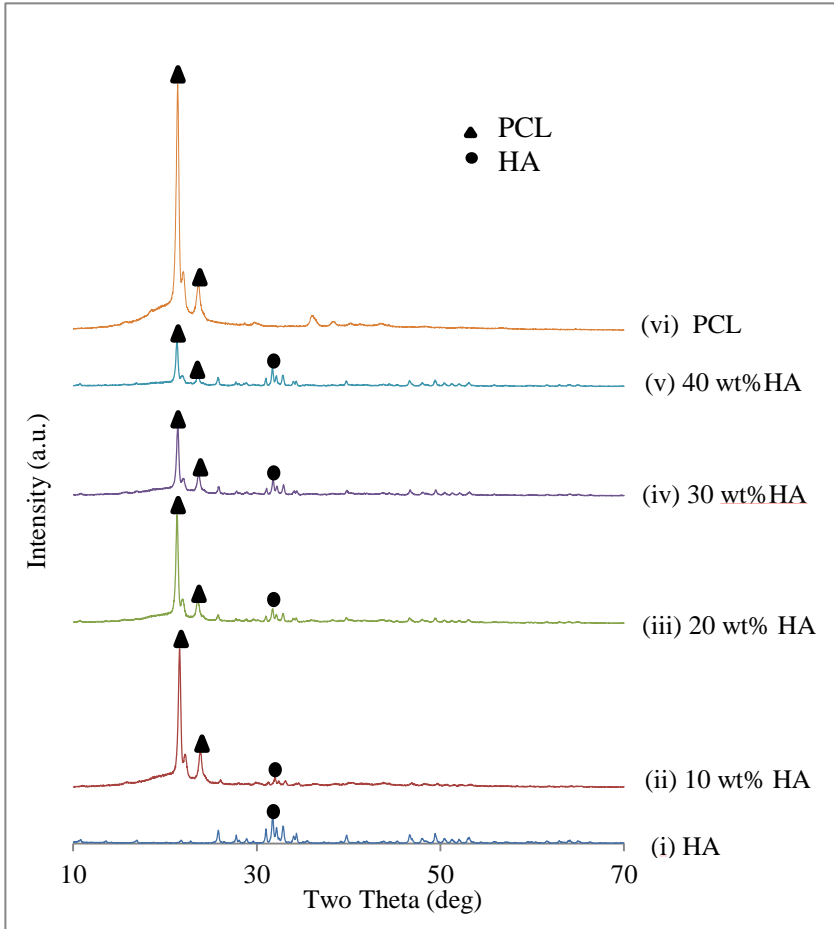 PCL
HA
(vi) PCL
(v) 40 wt%HA
(iv) 30 wt%HA
(iii) 20 wt% HA
(ii) 10 wt% HA
(i) HA
Intensity (a.u.)
10 30 50 70
Two Theta (deg)